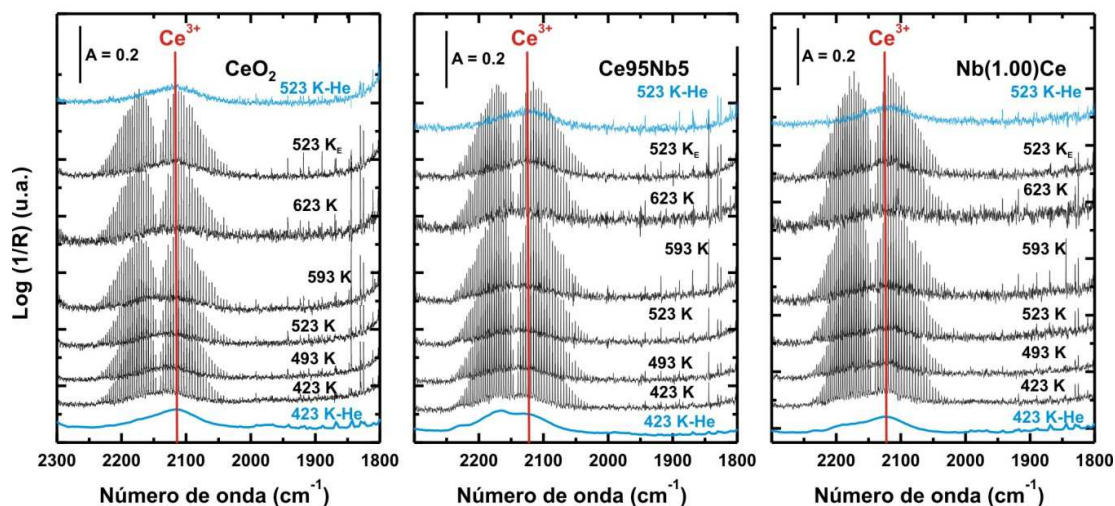 Log (1/R) (u.a.)
A = 0.2
Ce³⁺
CeO₂
523 K-He
523 K_E
623 K
593 K
523 K
493 K
423 K
423 K-He
2300 2200 2100 2000 1900 1800
Número de onda (cm⁻¹)
A = 0.2
Ce³⁺
Ce95Nb5
523 K-He
523 K_E
623 K
593 K
523 K
493 K
423 K
423 K-He
2200 2100 2000 1900 1800
Número de onda (cm⁻¹)
A = 0.2
Ce³⁺
Nb(1.00)Ce
523 K-He
523 K_E
623 K
593 K
523 K
493 K
423 K
423 K-He
2200 2100 2000 1900 1800
Número de onda (cm⁻¹)